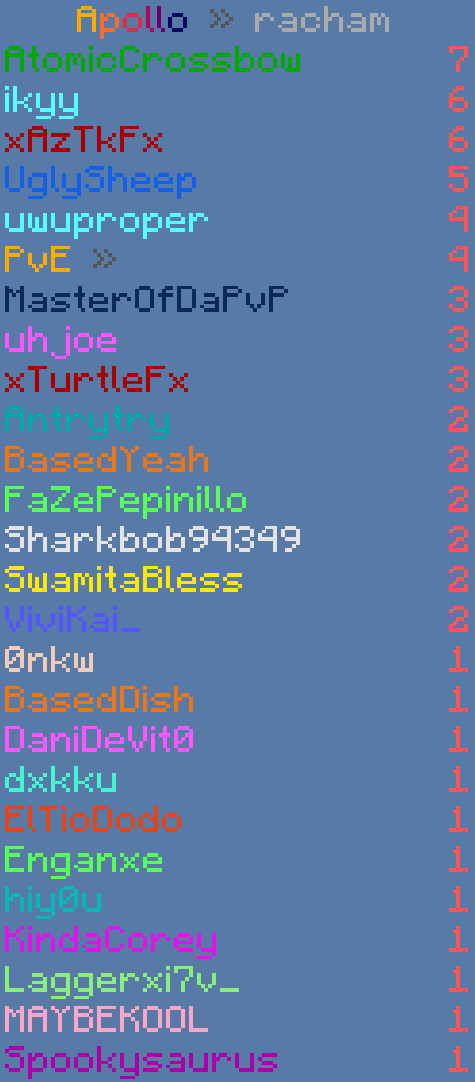 Apollo » racham
AtomicCrossbow 7
ikyy 6
xAzTkFx 6
UglySheep 5
uwuproper 4
PvE » 4
MasterOfDaPvP 3
uhjoe 3
xTurtleFx 3
Antrytry 2
BasedYeah 2
FaZePepinillo 2
Sharkbob94349 2
SwamitaBless 2
ViviKai_ 2
0nkw 1
BasedDish 1
DaniDeVit0 1
dxkku 1
ElTioDodo 1
Enganxe 1
hiy0u 1
KindaCorey 1
Laggerxi7v_ 1
MAYBEKOOL 1
Spookysaurus 1